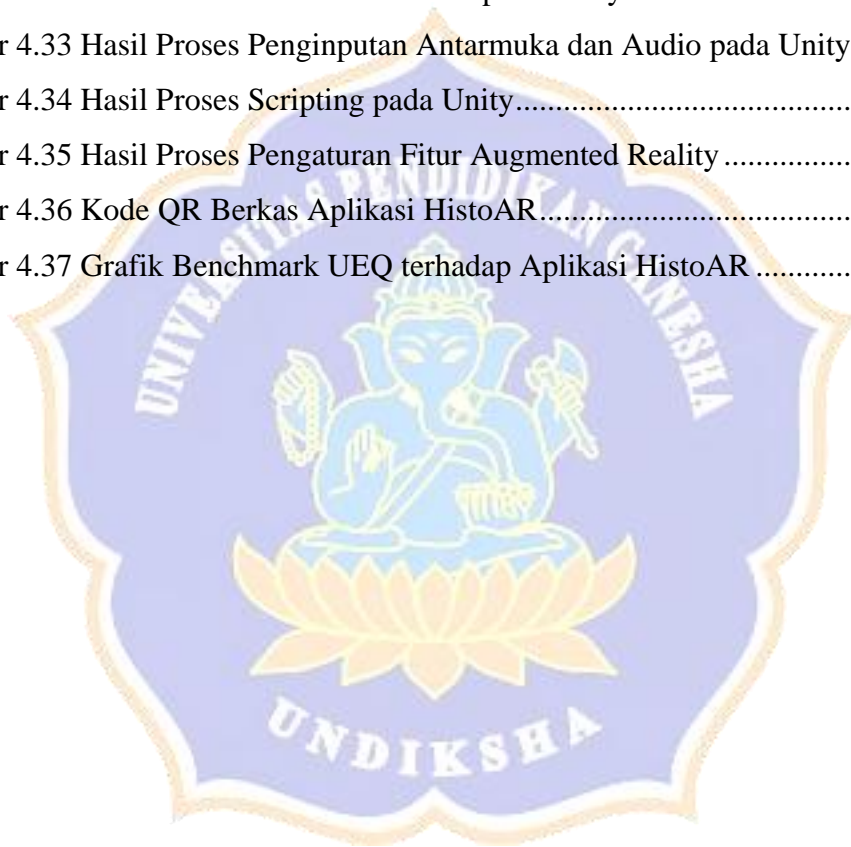 r 4.33 Hasil Proses Penginputan Antarmuka dan Audio pada Unity
r 4.34 Hasil Proses Scripting pada Unity.......................................
r 4.35 Hasil Proses Pengaturan Fitur Augmented Reality ................
r 4.36 Kode QR Berkas Aplikasi HistoAR.......................................
r 4.37 Grafik Benchmark UEQ terhadap Aplikasi HistoAR ............
UNIVERSITAS PENDIDIKAN GANESHA
UNDIKSHA